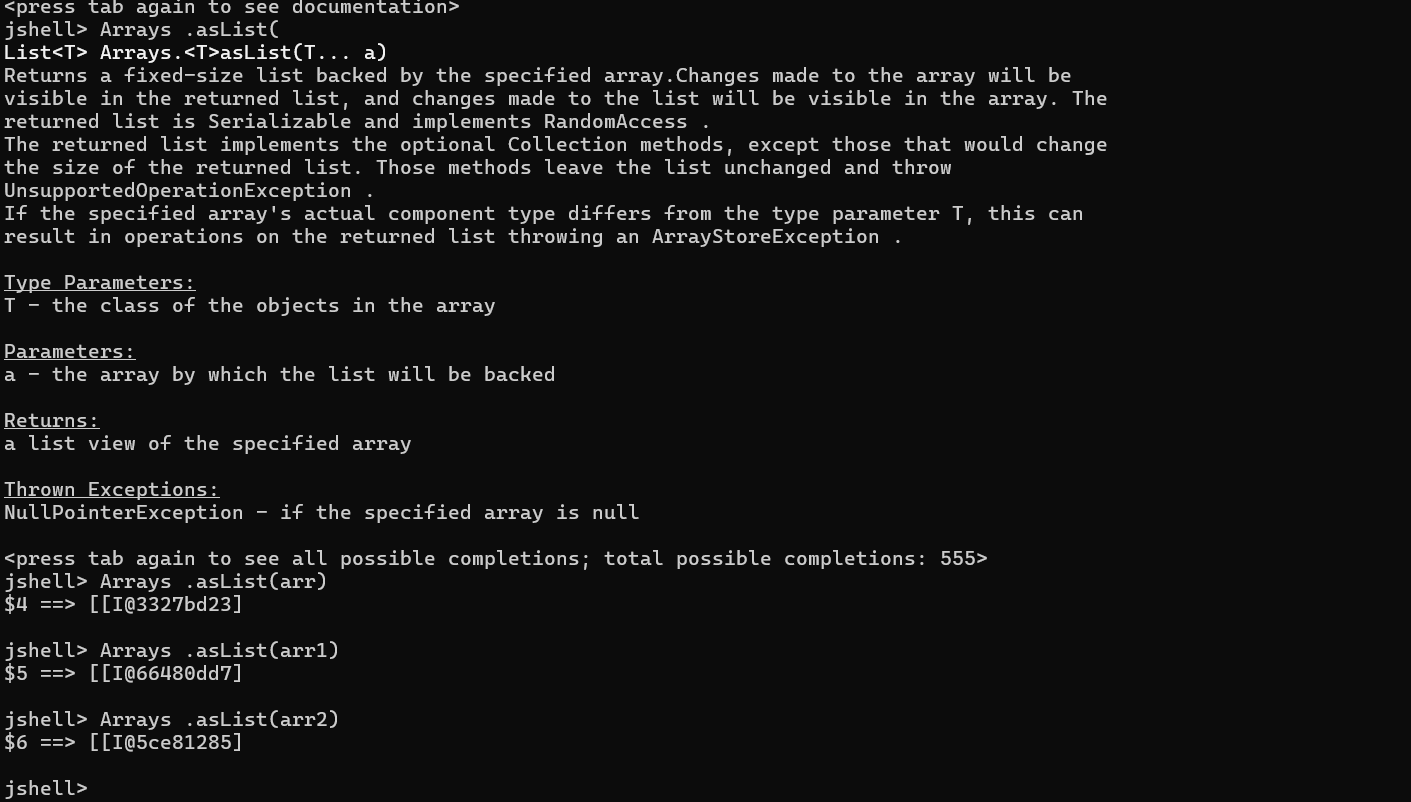 <press tab again to see documentation>
jshell> Arrays .asList(
List<T> Arrays.<T>asList(T... a)
Returns a fixed-size list backed by the specified array.Changes made to the array will be
visible in the returned list, and changes made to the list will be visible in the array. The
returned list is Serializable and implements RandomAccess .
The returned list implements the optional Collection methods, except those that would change
the size of the returned list. Those methods leave the list unchanged and throw
UnsupportedOperationException .
If the specified array's actual component type differs from the type parameter T, this can
result in operations on the returned list throwing an ArrayStoreException .
Type Parameters:
T - the class of the objects in the array
Parameters:
a - the array by which the list will be backed
Returns:
a list view of the specified array
Thrown Exceptions:
NullPointerException - if the specified array is null
<press tab again to see all possible completions; total possible completions: 555>
jshell> Arrays .asList(arr)
$4 ==> [[I@3327bd23]
jshell> Arrays .asList(arr1)
$5 ==> [[I@66480dd7]
jshell> Arrays .asList(arr2)
$6 ==> [[I@5ce81285]
jshell>